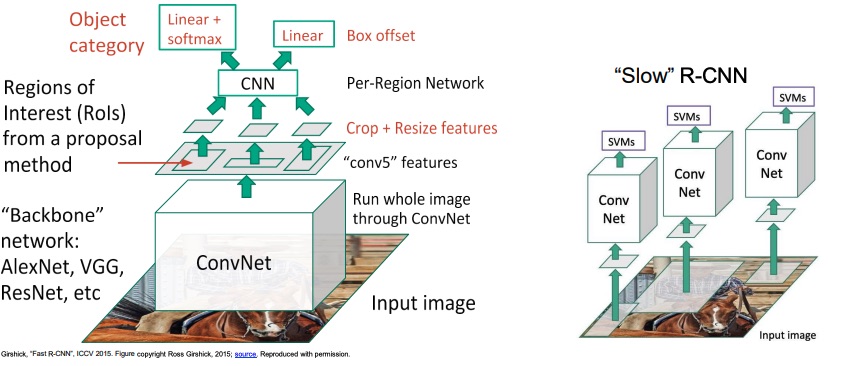 Object
category
Linear +
softmax
Linear
Box offset
CNN
Per-Region Network
Regions of
Interest (RoIs)
from a proposal
method
Crop + Resize features
“conv5” features
Run whole image
through ConvNet
“Backbone”
network:
AlexNet, VGG,
ResNet, etc
ConvNet
Input image
Girshick, “Fast R-CNN”, ICCV 2015. Figure copyright Ross Girshick, 2015; source. Reproduced with permission.
“Slow” R-CNN
SVMs
SVMs
SVMs
Conv
Net
Conv
Net
Conv
Net
Input image